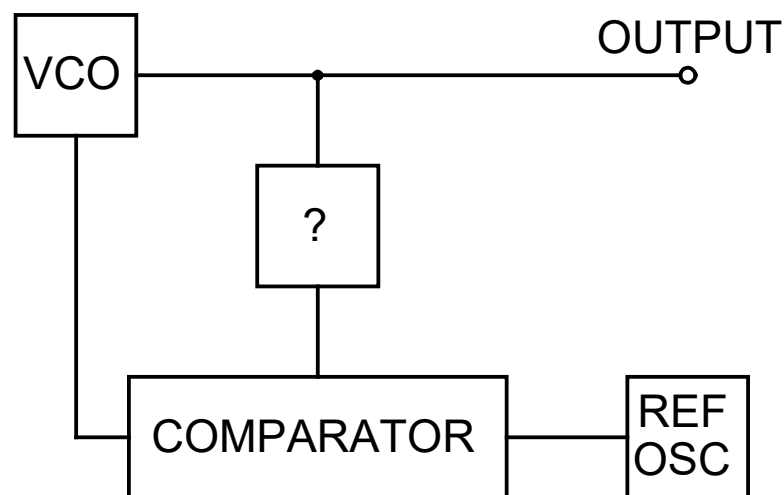 OUTPUT
VCO
?
COMPARATOR
REF
OSC